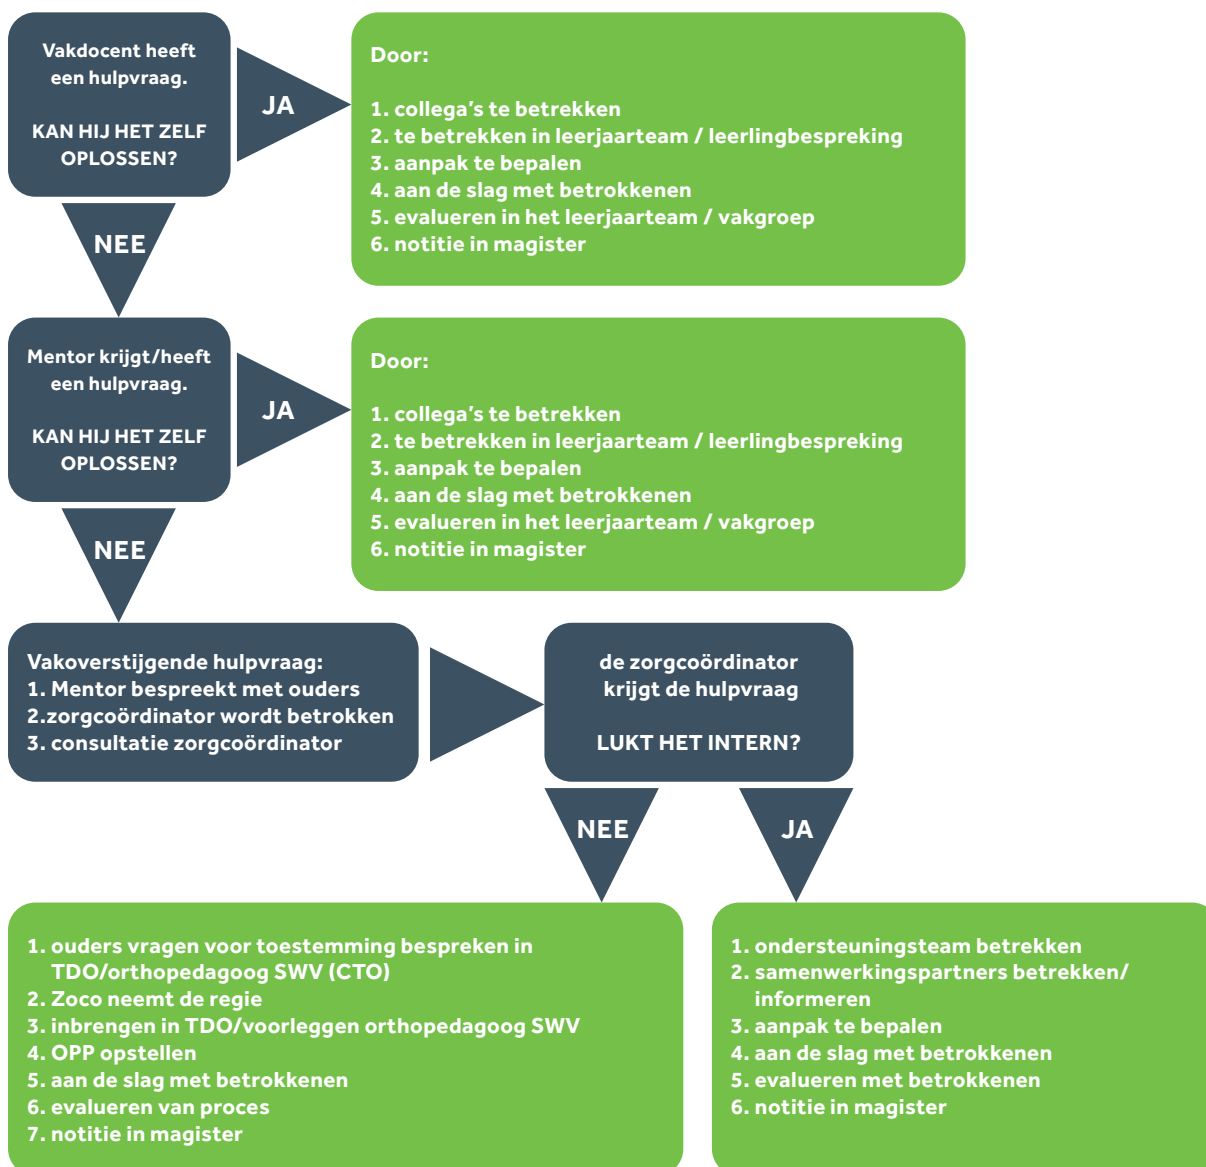 Vakdocent heeft
een hulpvraag.
KAN HIJ HET ZELF
OPLOSSEN?
JA
Door:
1. collega's te betrekken
2. te betrekken in leerjaarteam / leerlingbespreking
3. aanpak te bepalen
4. aan de slag met betrokkenen
5. evalueren in het leerjaarteam / vakgroep
6. notitie in magister
NEE
Mentor krijgt/heeft
een hulpvraag.
KAN HIJ HET ZELF
OPLOSSEN?
JA
Door:
1. collega's te betrekken
2. te betrekken in leerjaarteam / leerlingbespreking
3. aanpak te bepalen
4. aan de slag met betrokkenen
5. evalueren in het leerjaarteam / vakgroep
6. notitie in magister
NEE
Vakoverstijgende hulpvraag:
1. Mentor bespreekt met ouders
2.zorgcoördinator wordt betrokken
3. consultatie zorgcoördinator
de zorgcoördinator
krijgt de hulpvraag
LUKT HET INTERN?
NEE
JA
1. ouders vragen voor toestemming bespreken in
TDO/orthopedagoog SWV (CTO)
2. Zoco neemt de regie
3. inbrengen in TDO/voorleggen orthopedagoog SWV
4. OPP opstellen
5. aan de slag met betrokkenen
6. evalueren van proces
7. notitie in magister
1. ondersteuningsteam betrekken
2. samenwerkingspartners betrekken/
informeren
3. aanpak te bepalen
4. aan de slag met betrokkenen
5. evalueren met betrokkenen
6. notitie in magister